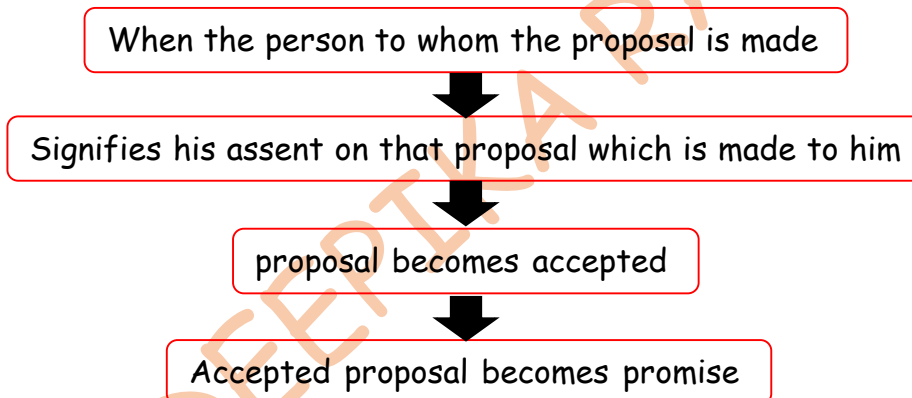 When the person to whom the proposal is made
Signifies his assent on that proposal which is made to him
proposal becomes accepted
Accepted proposal becomes promise
DEEPIKA RA